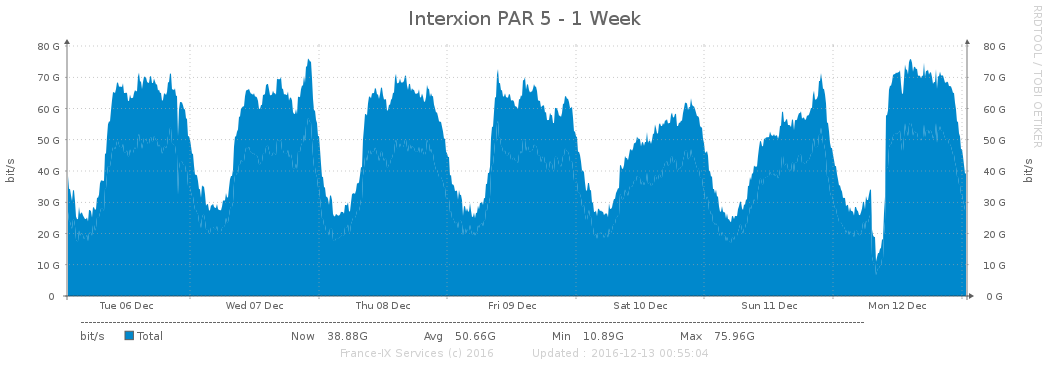 Interxion PAR 5 - 1 Week
RRDTOOL / TOBI OETIKER
bit/s
bit/s
80 G 80 G
70 G 70 G
60 G 60 G
50 G 50 G
40 G 40 G
30 G 30 G
20 G 20 G
10 G 10 G
0 0 G
Tue 06 Dec Wed 07 Dec Thu 08 Dec Fri 09 Dec Sat 10 Dec Sun 11 Dec Mon 12 Dec
bit/s Total Now 38.88G Avg 50.66G Min 10.89G Max 75.96G
France-IX Services (c) 2016 Updated : 2016-12-13 00:55:04